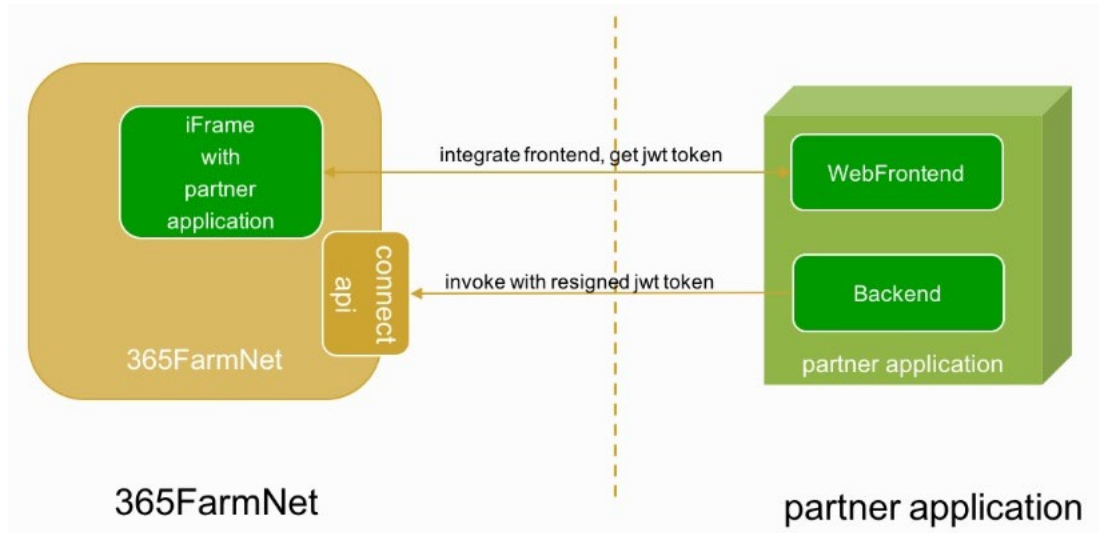 iFrame
with
partner
application
integrate frontend, get jwt token
WebFrontend
connect
api
invoke with resigned jwt token
Backend
365FarmNet
partner application
365FarmNet
partner application